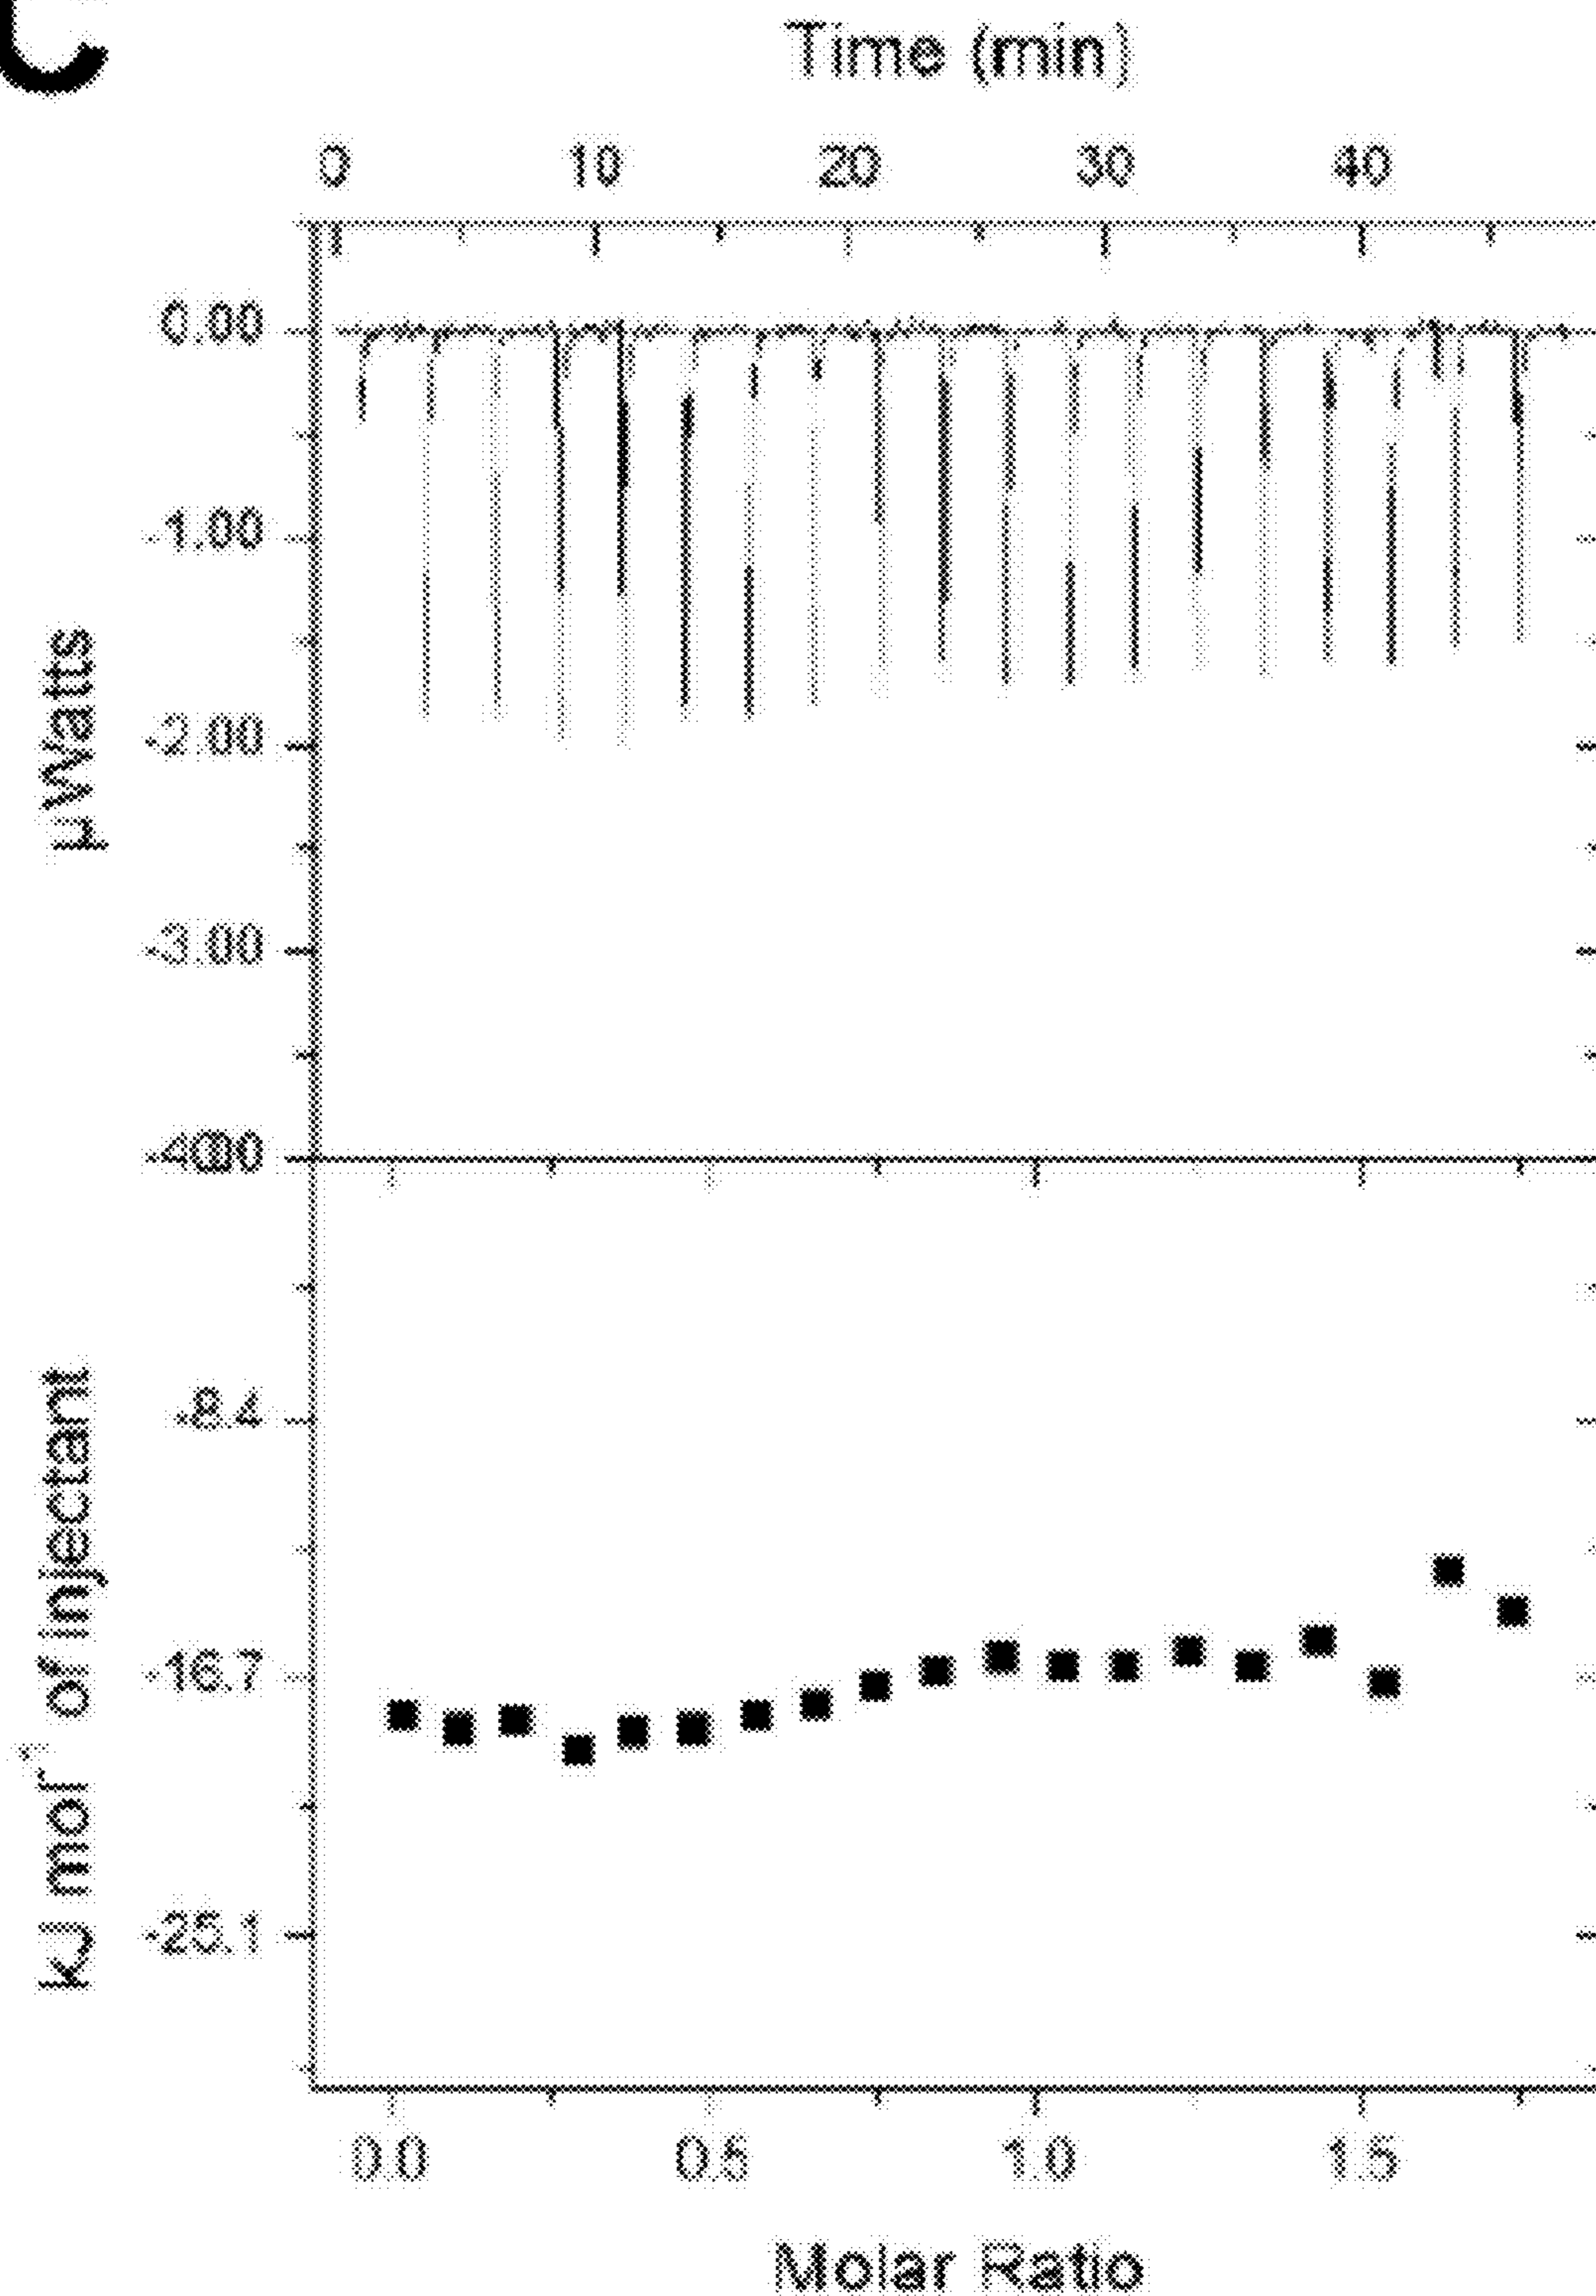 C
Time (min)
0 10 20 30 40
0.00
-1.00
-2.00
-3.00
µWatts
-8.4
-16.7
-25.1
kJ mol⁻¹ of injectant
0.0 0.5 1.0 1.5
Molar Ratio